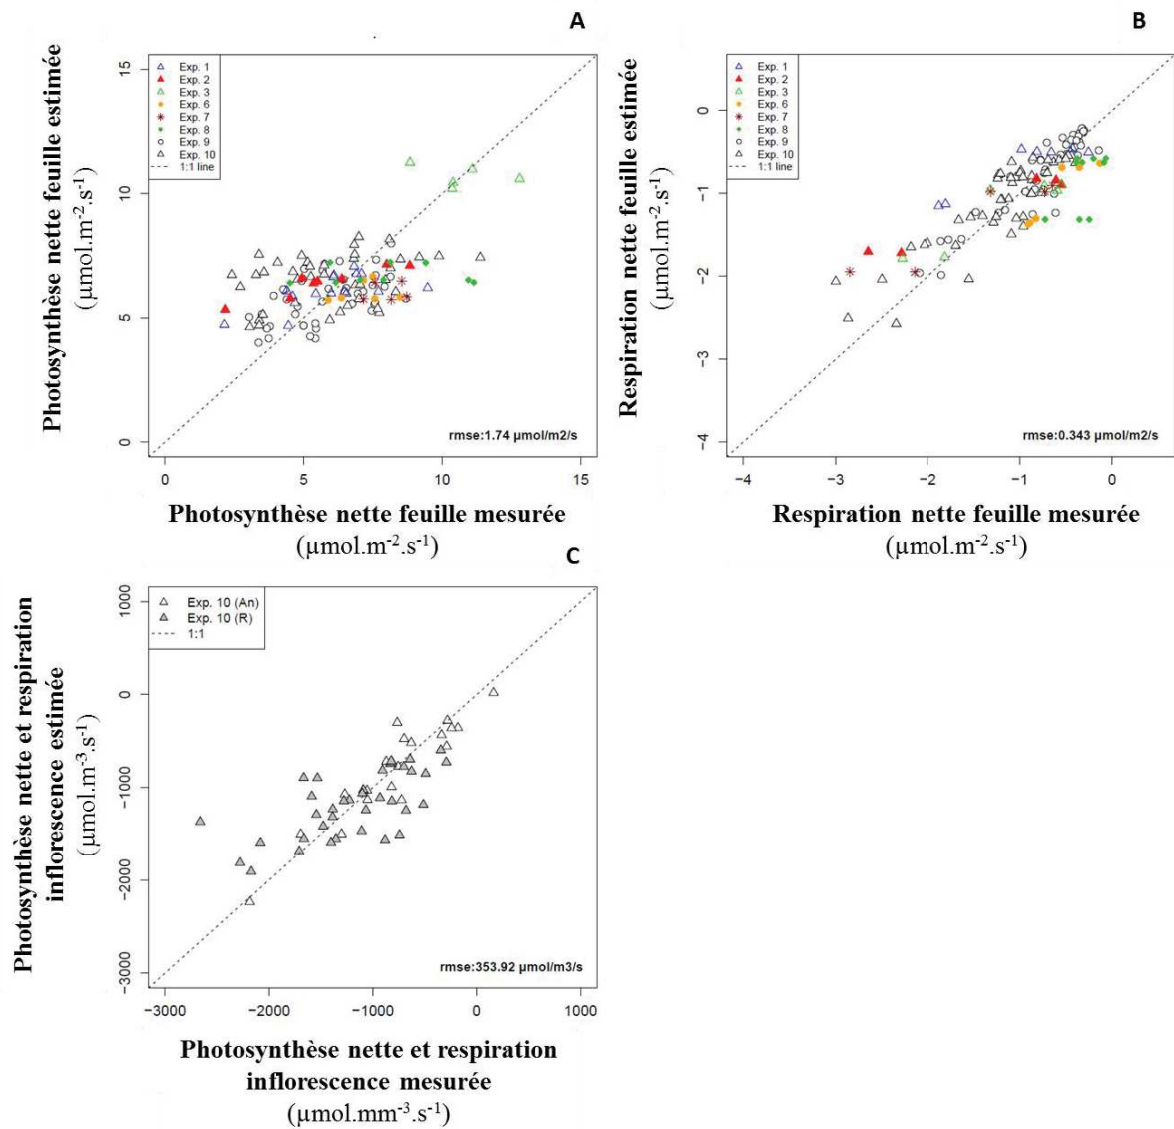 A
Photosynthèse nette feuille estimée
(µmol.m-2.s-1)
Exp. 1
Exp. 2
Exp. 3
Exp. 6
Exp. 7
Exp. 8
Exp. 9
Exp. 10
1:1 line
15
10
5
0
rmse:1.74 µmol/m2/s
0 5 10 15
Photosynthèse nette feuille mesurée
(µmol.m-2.s-1)
B
Respiration nette feuille estimée
(µmol.m-2.s-1)
Exp. 1
Exp. 2
Exp. 3
Exp. 6
Exp. 7
Exp. 8
Exp. 9
Exp. 10
1:1 line
0
−1
−2
−3
−4
rmse:0.343 µmol/m2/s
−4 −3 −2 −1 0
Respiration nette feuille mesurée
(µmol.m-2.s-1)
C
Photosynthèse nette et respiration
inflorescence estimée
(µmol.m-3.s-1)
Exp. 10 (An)
Exp. 10 (R)
1:1
1000
0
−1000
−2000
−3000
rmse:353.92 µmol/m3/s
−3000 −2000 −1000 0 1000
Photosynthèse nette et respiration
inflorescence mesurée
(µmol.mm-3.s-1)